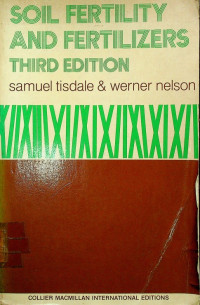 SOIL FERTILITY
AND FERTILIZERS
THIRD EDITION
samuel tisdale & werner nelson
COLLIER MACMILLAN INTERNATIONAL EDITIONS